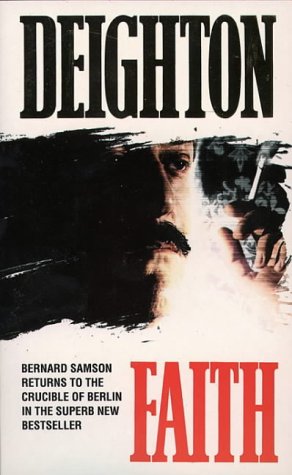 DEIGHTON
BERNARD SAMSON
RETURNS TO THE
CRUCIBLE OF BERLIN
IN THE SUPERB NEW
BESTSELLER
FAITH